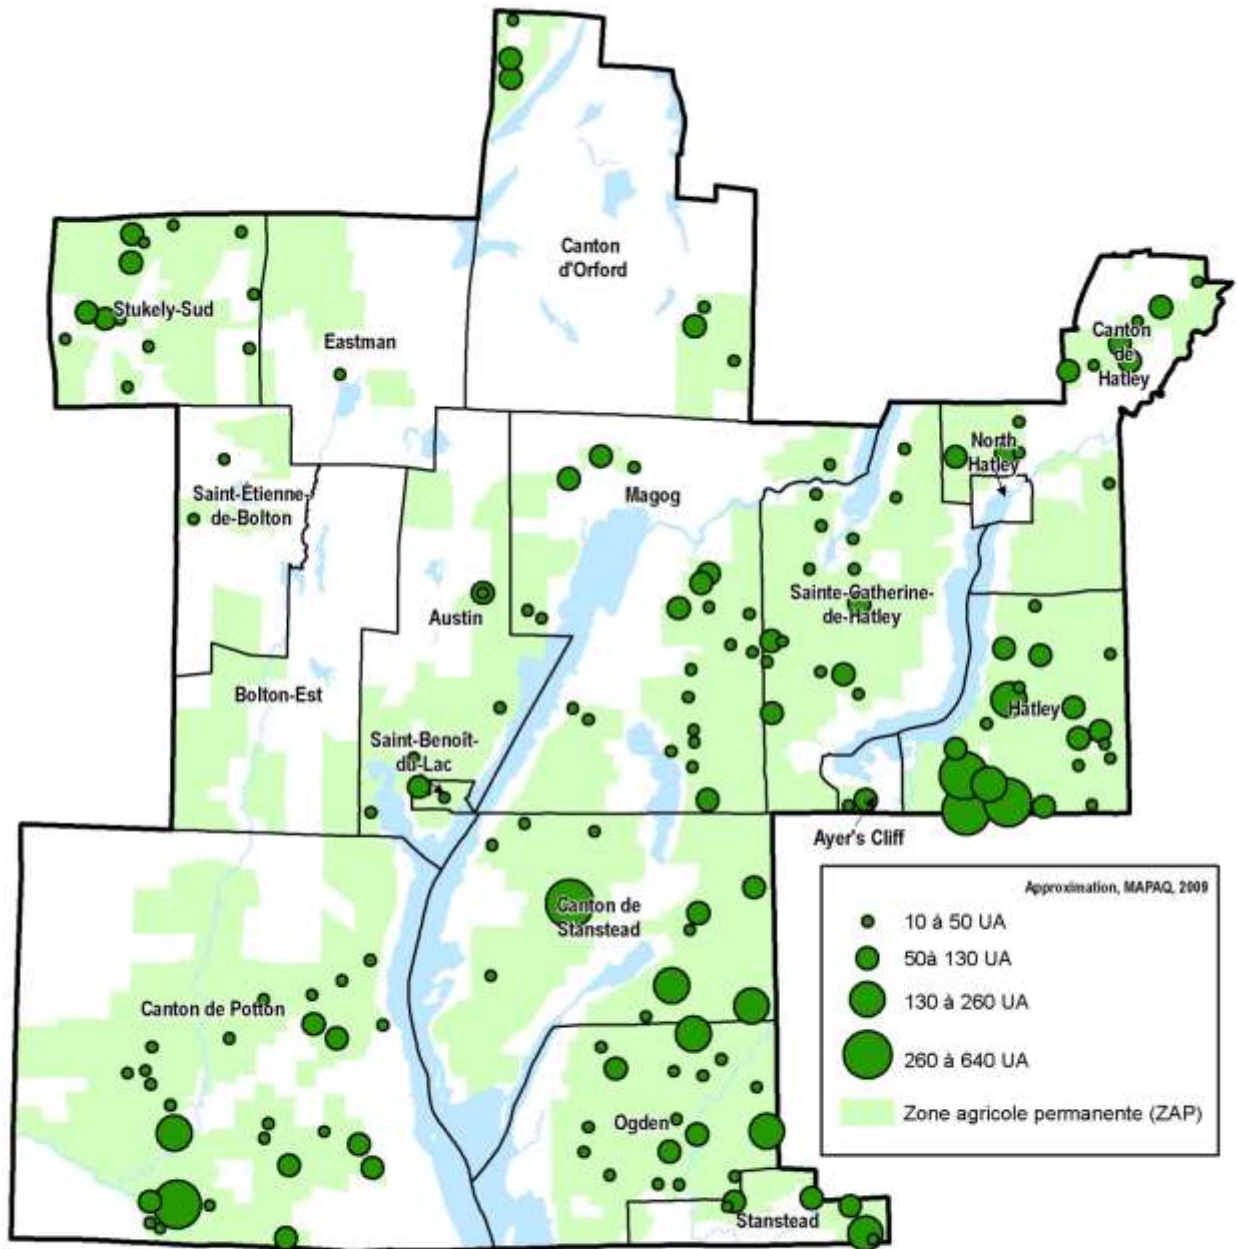 Canton
d'Orford
Stukely-Sud
Eastman
Canton
de
Hatley
North
Hatley
Saint-Étienne-
de-Bolton
Magog
Austin
Sainte-Catherine-
de-Hatley
Bolton-Est
Hatley
Saint-Benoît-
du-Lac
Ayer's Cliff
Canton de
Stanstead
Canton de Potton
Ogden
Stanstead
Approximation, MAPAQ, 2009
10 à 50 UA
50à 130 UA
130 à 260 UA
260 à 640 UA
Zone agricole permanente (ZAP)